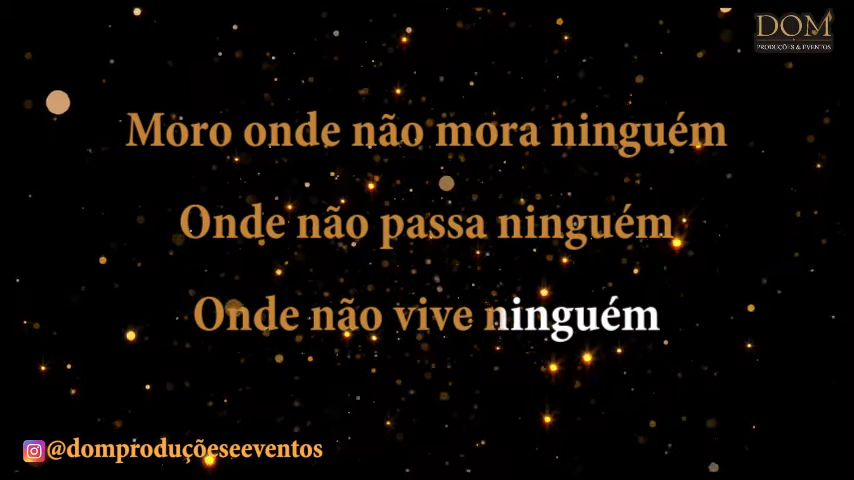 DOM
PRODUÇÕES & EVENTOS
Moro onde não mora ninguém
Onde não passa ninguém
Onde não vive ninguém
@domproduçõeseeventos